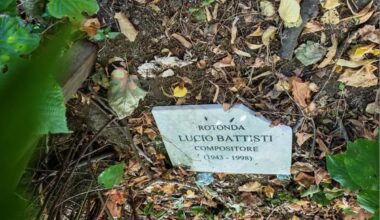 ROTONDA
LUCIO BATTISTI
COMPOSITORE
(1943 - 1998)